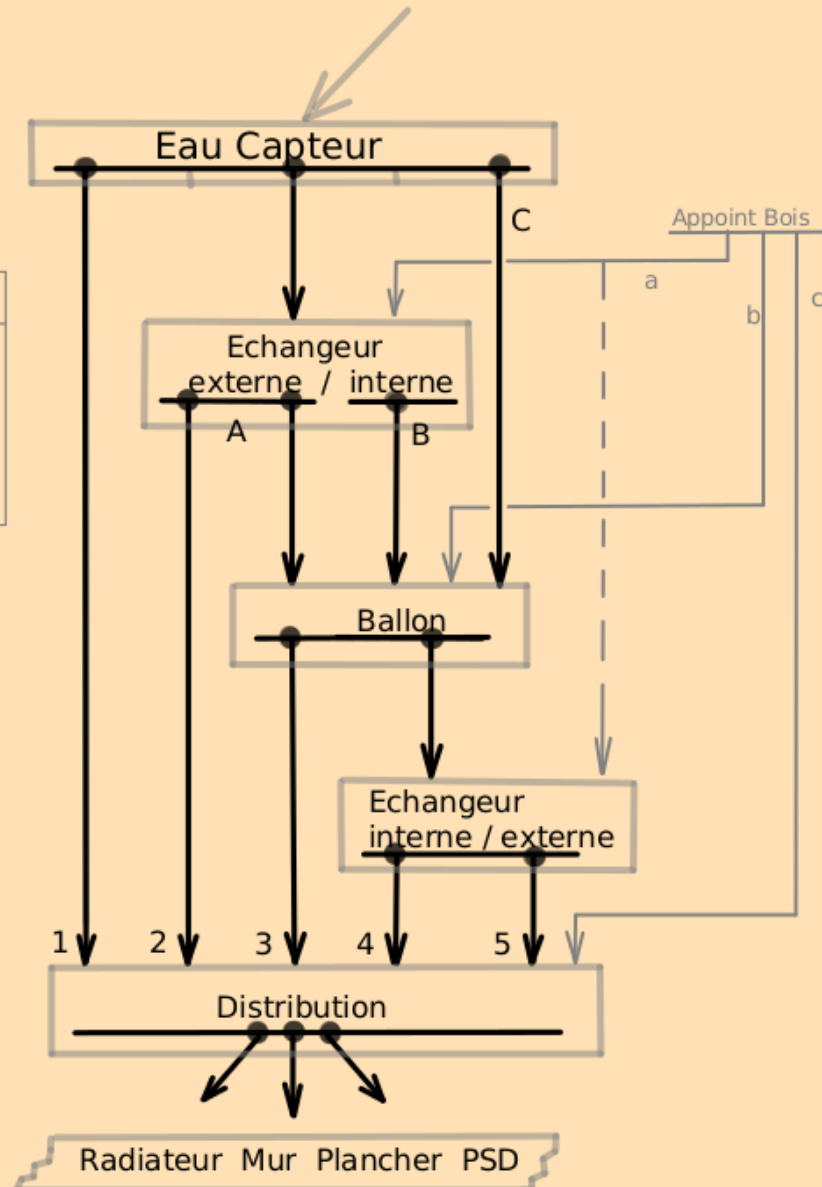 Eau Capteur
C
Appoint Bois
a
b
c
Echangeur
externe / interne
A
B
Ballon
Echangeur
interne / externe
1 2 3 4 5
Distribution
Radiateur Mur Plancher PSD